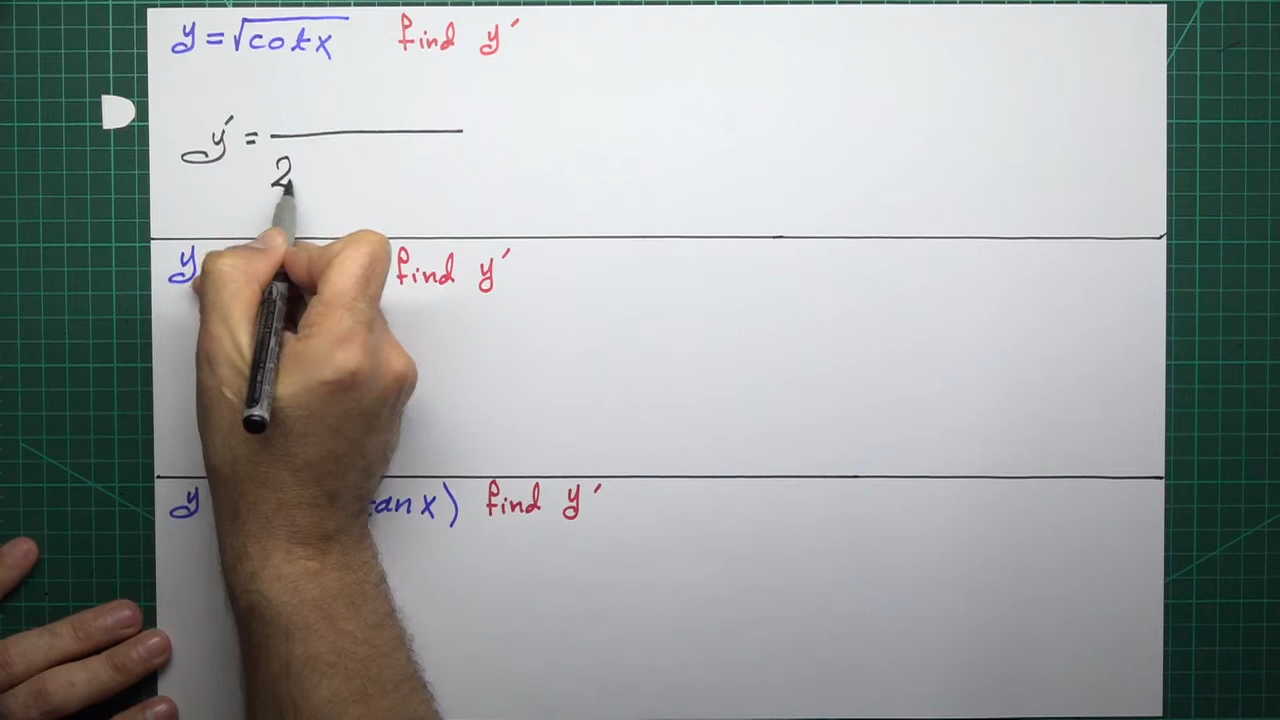 y = √cot x find y′
y′ =
2
y find y′
y an x) find y′